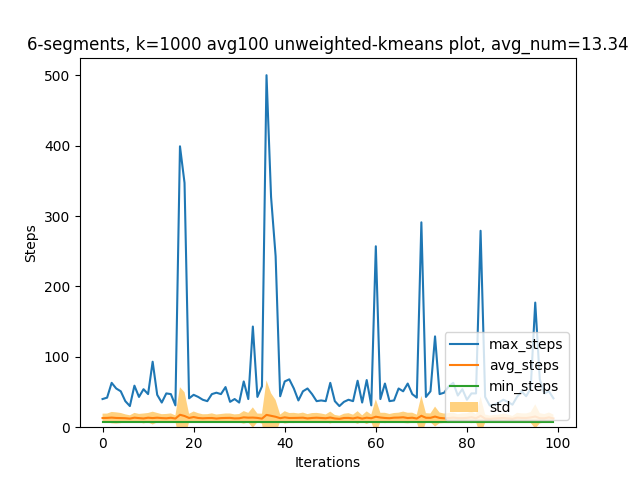 6-segments, k=1000 avg100 unweighted-kmeans plot, avg_num=13.34
500
400
300
200
100
0
Steps
max_steps
avg_steps
min_steps
std
0 20 40 60 80 100
Iterations